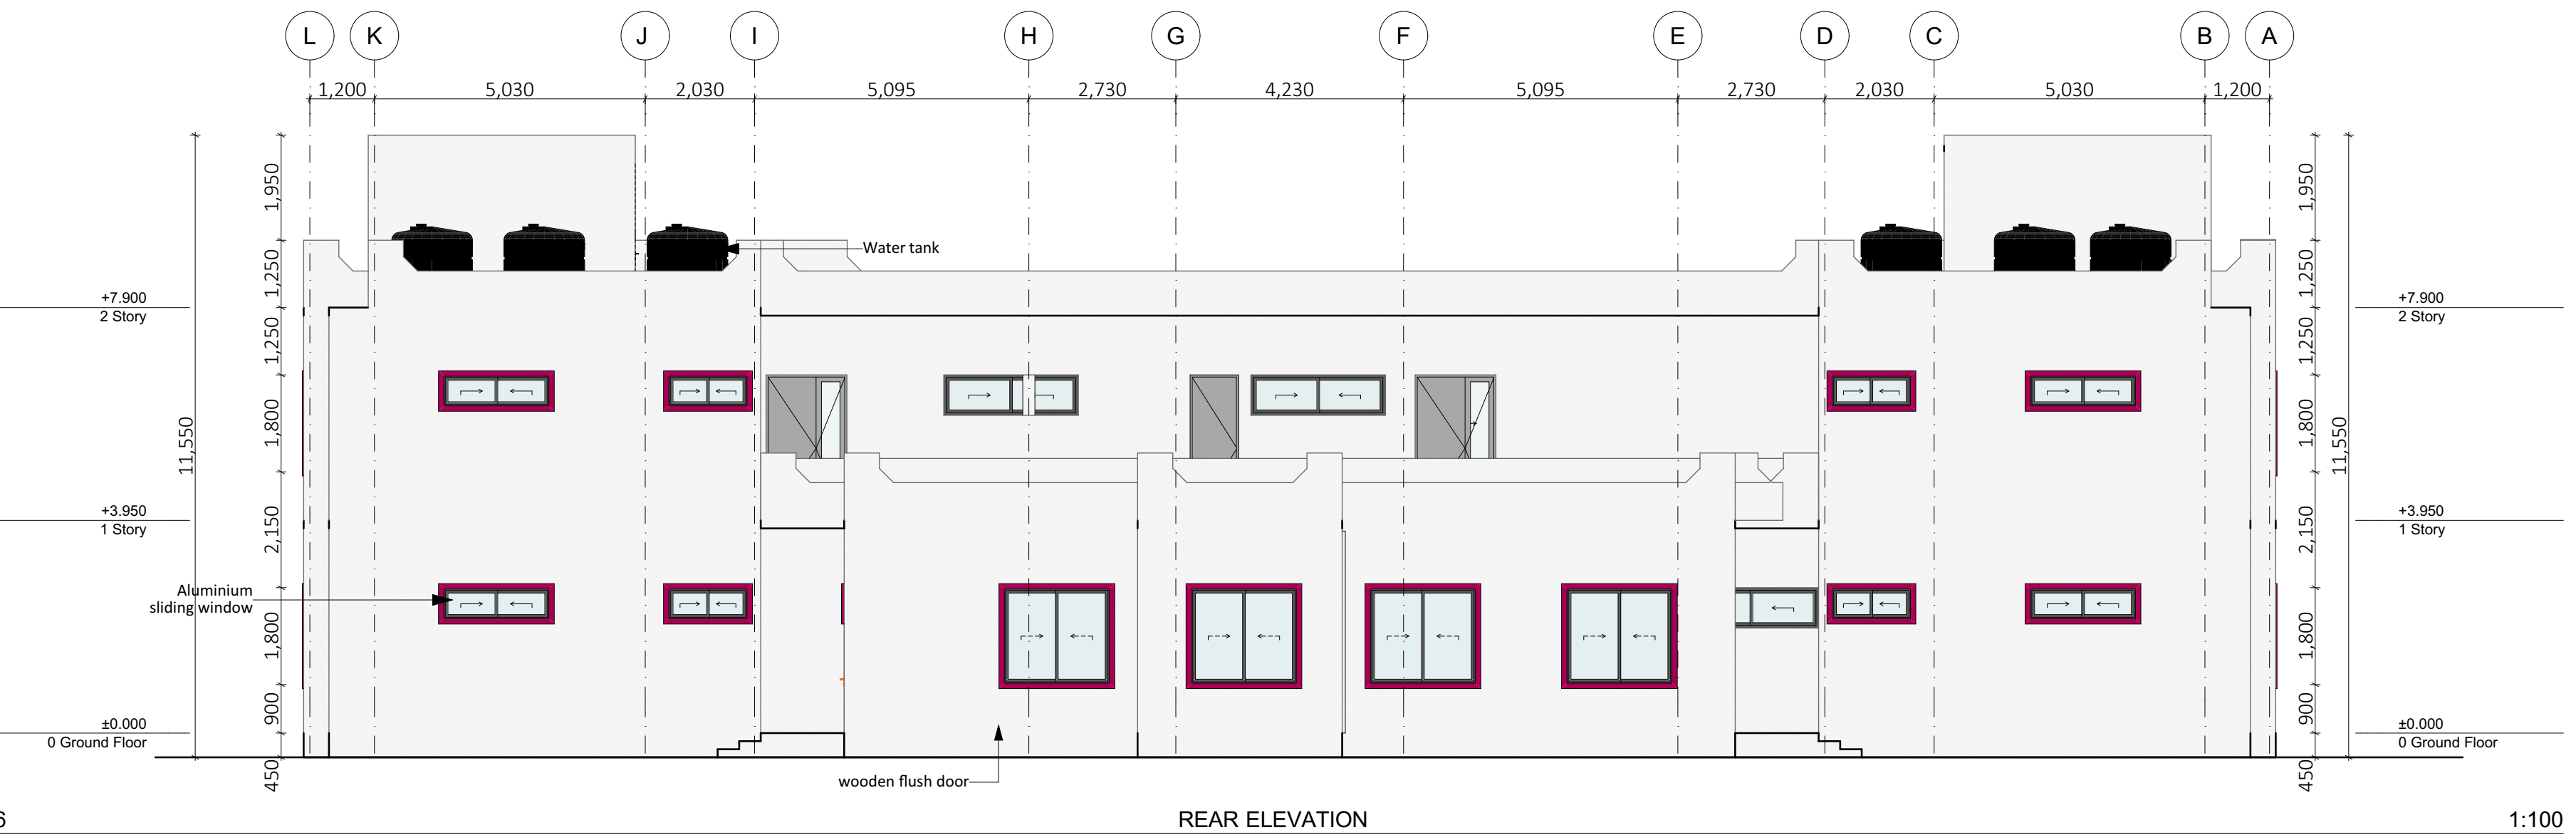 L K J I H G F E D C B A
1,200 5,030 2,030 5,095 2,730 4,230 5,095 2,730 2,030 5,030 1,200
1,950 1,950
Water tank
1,250 1,250
+7.900 +7.900
2 Story 2 Story
1,250 1,250
1,800 1,800
11,550 11,550
+3.950 +3.950
1 Story 1 Story
2,150 2,150
Aluminium
sliding window
1,800 1,800
900 900
±0.000 ±0.000
0 Ground Floor 0 Ground Floor
450 450
wooden flush door
6 REAR ELEVATION 1:100